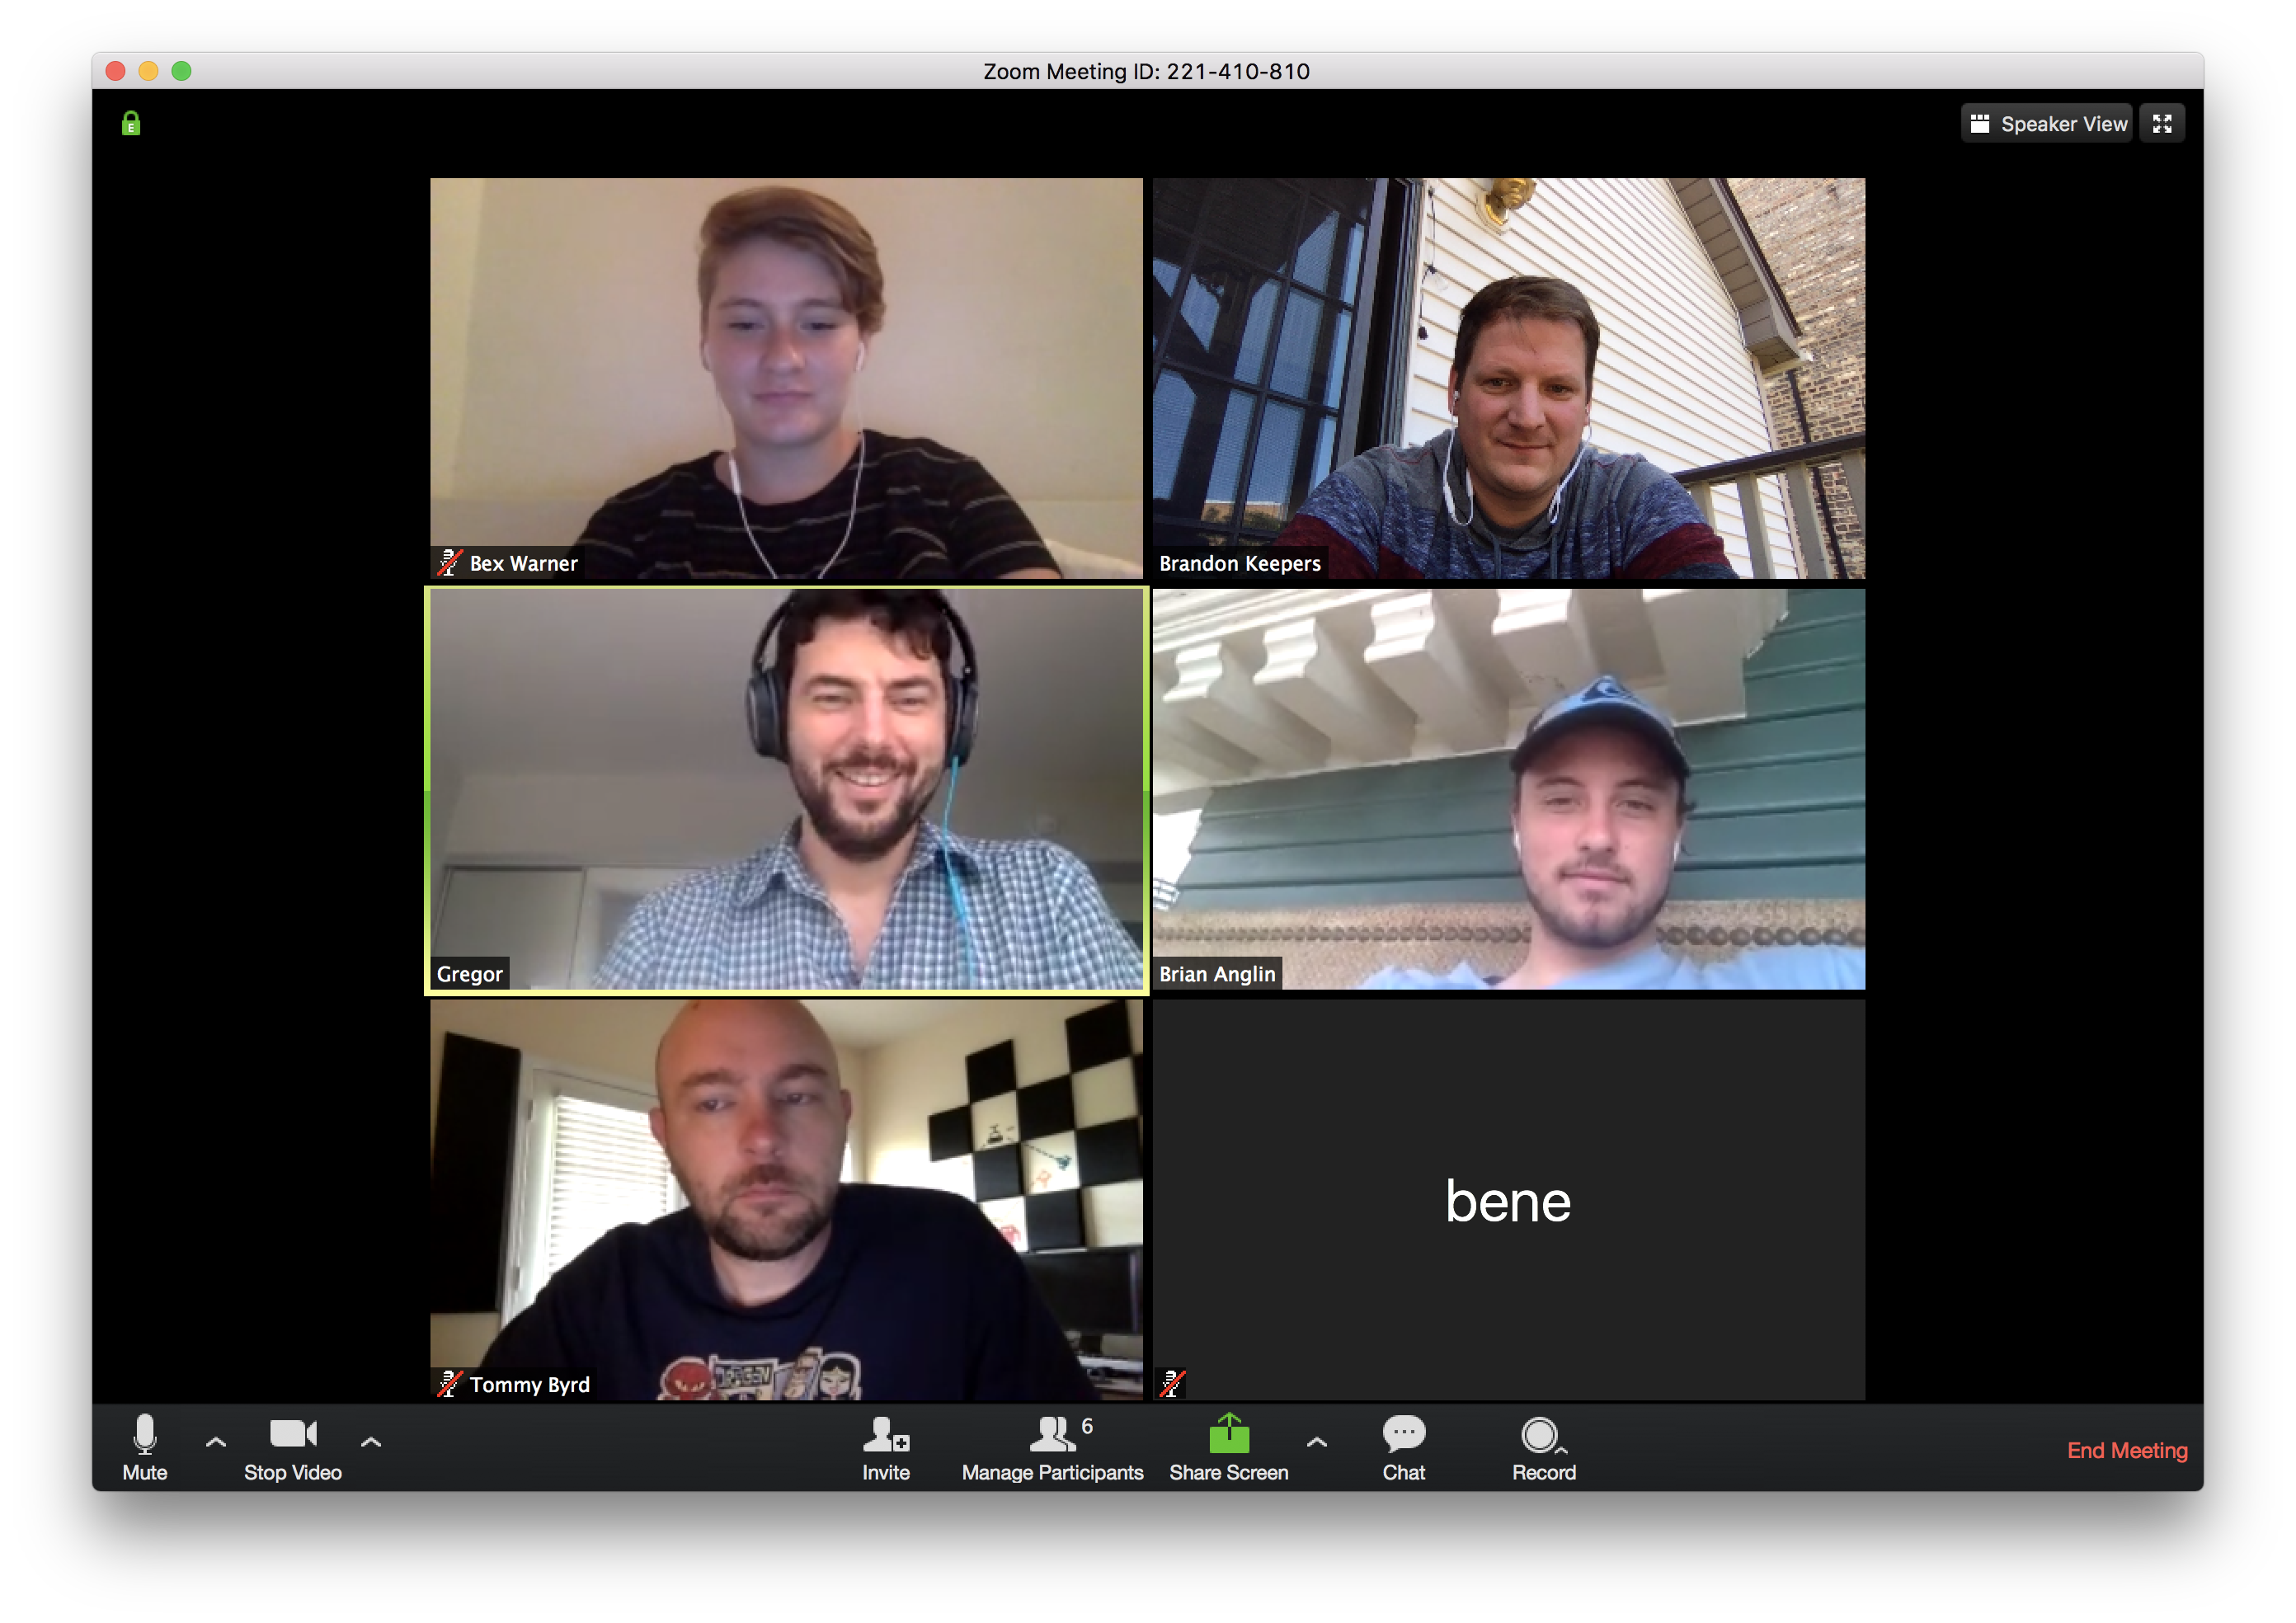 Zoom Meeting ID: 221-410-810
E
Speaker View
Bex Warner
Brandon Keepers
Gregor
Brian Anglin
Tommy Byrd
bene
Mute
Stop Video
Invite
6
Manage Participants
Share Screen
Chat
Record
End Meeting